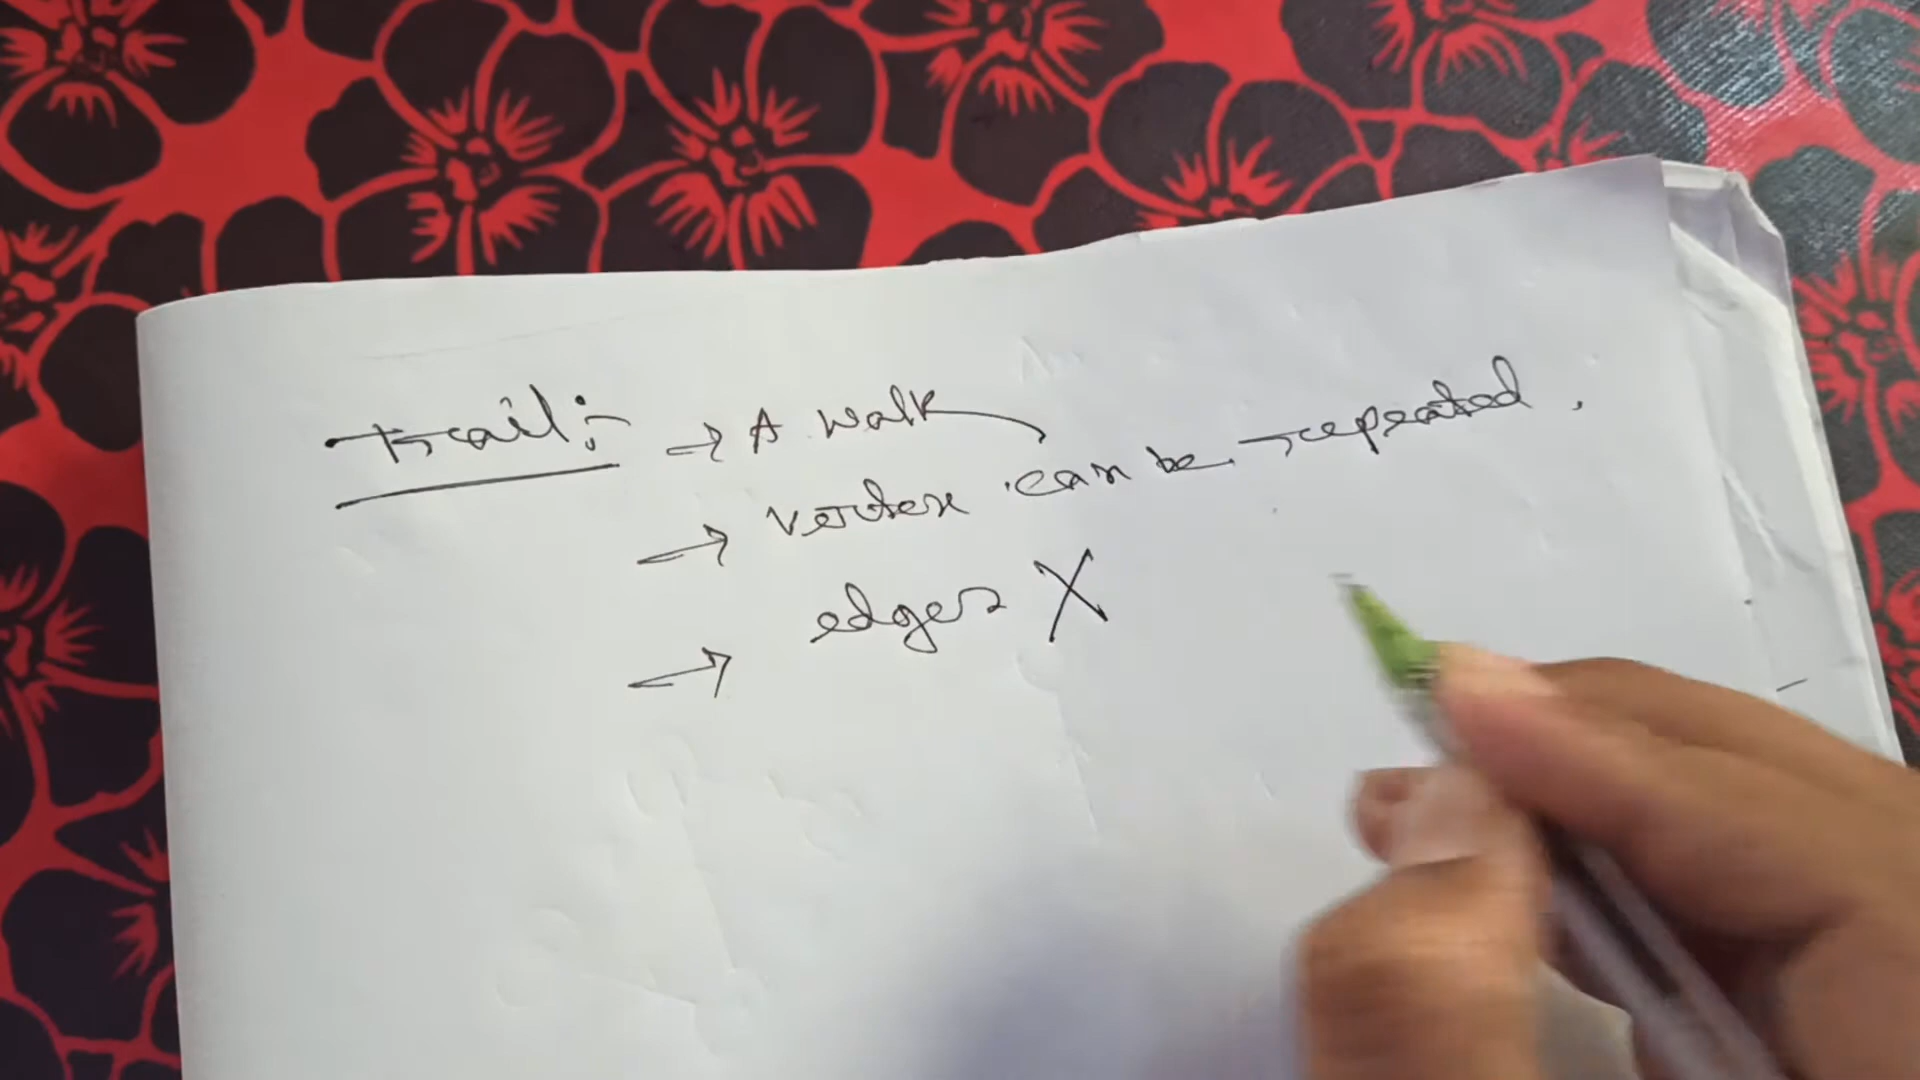 Trail :-
→ A walk
→ vertex can be repeated.
→ edges X